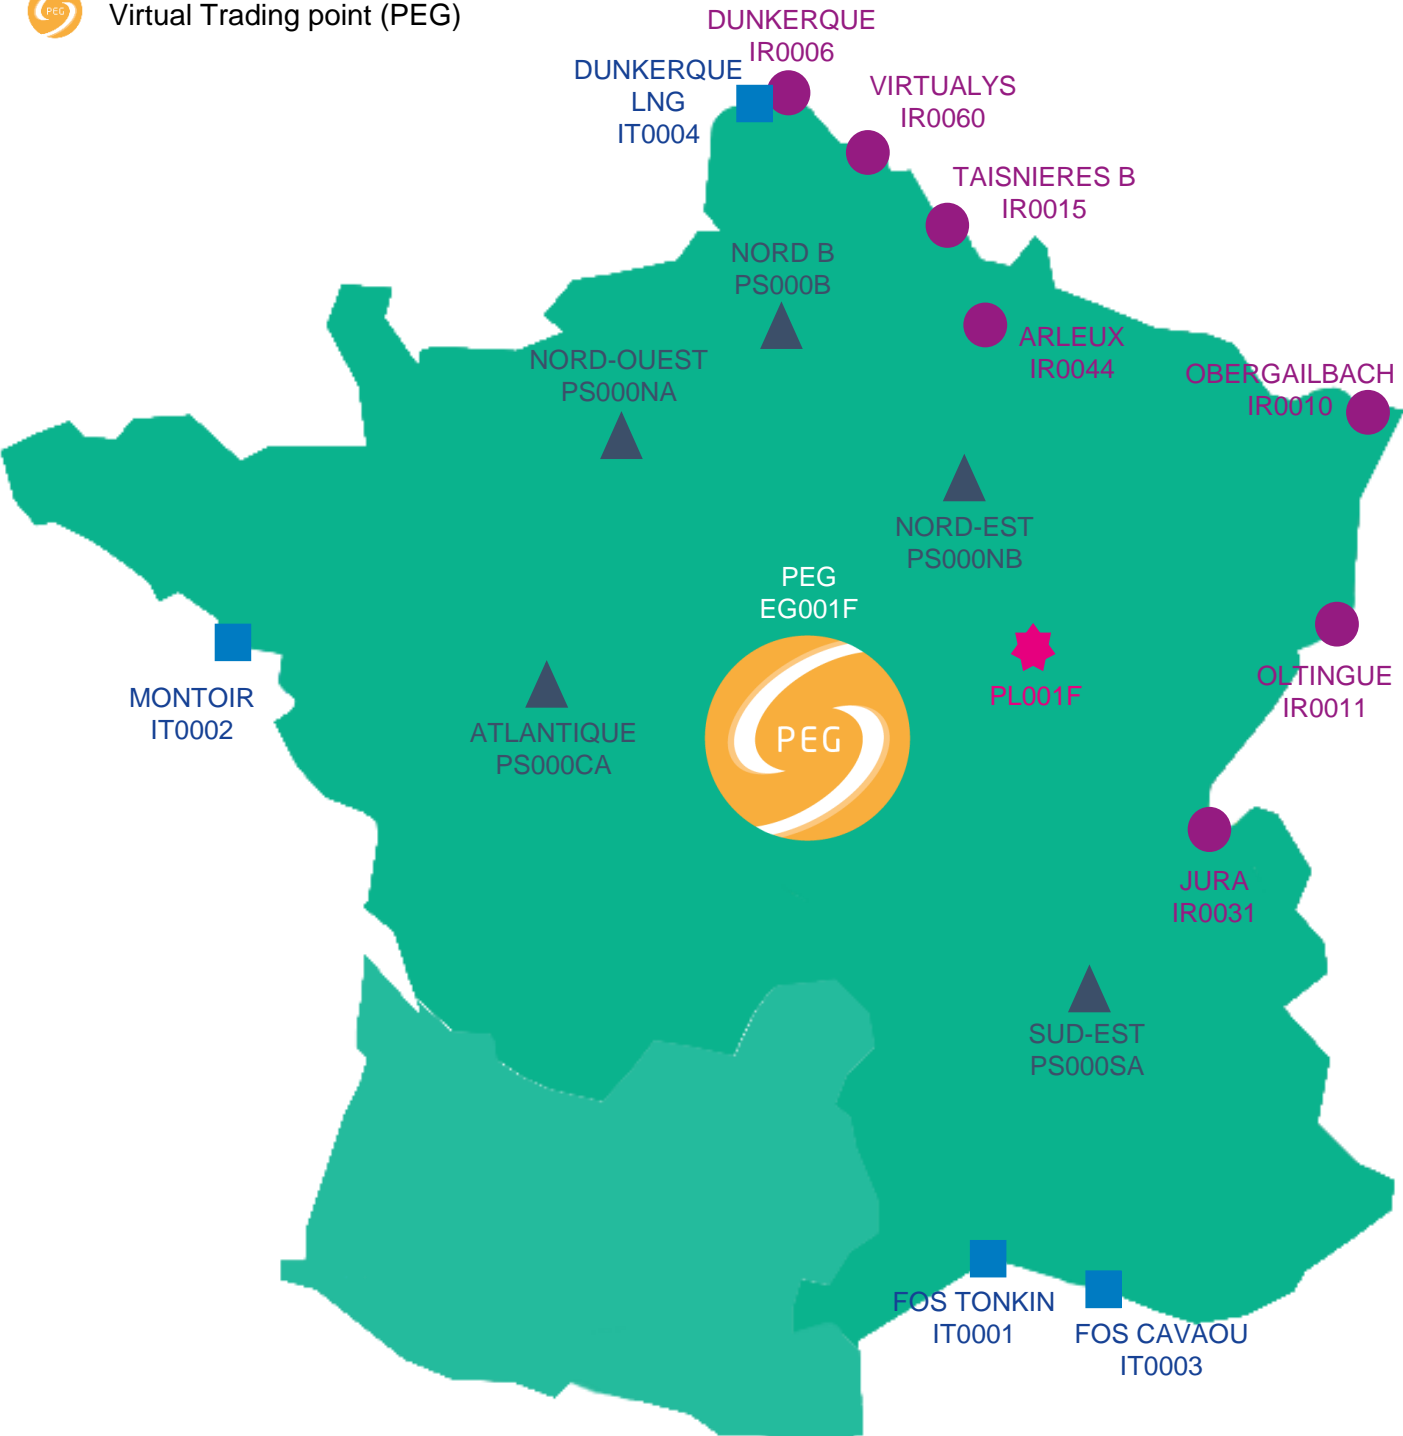 PEG
Virtual Trading point (PEG)
DUNKERQUE
IR0006
DUNKERQUE
LNG
IT0004
VIRTUALYS
IR0060
TAISNIERES B
IR0015
NORD B
PS000B
ARLEUX
IR0044
NORD-OUEST
PS000NA
OBERGAILBACH
IR0010
NORD-EST
PS000NB
PEG
EG001F
PEG
PL001F
OLTINGUE
IR0011
MONTOIR
IT0002
ATLANTIQUE
PS000CA
JURA
IR0031
SUD-EST
PS000SA
FOS TONKIN
IT0001
FOS CAVAOU
IT0003